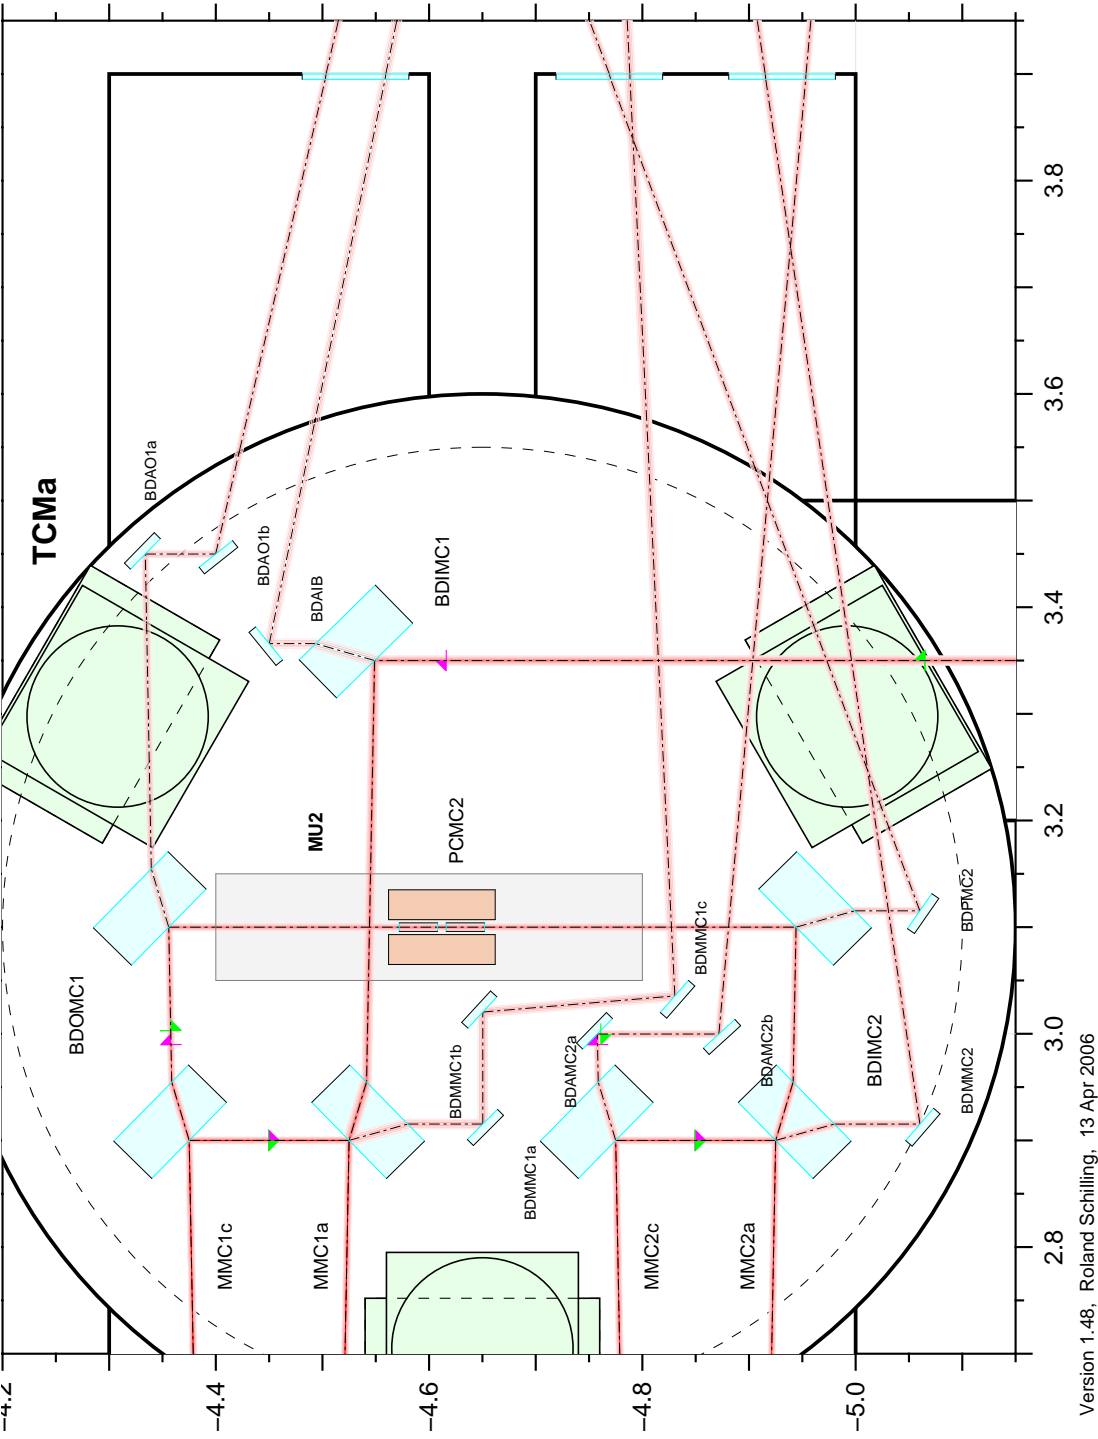 −4.2
TCMa
BDOMC1
BDAO1a
−4.4
MMC1c
BDAO1b
MMC1a
MU2
BDAIB
−4.6
BDIMC1
BDMMC1b
PCMC2
BDMMC1a
BDAMC2a
−4.8
MMC2c
BDMMC1c
MMC2a
BDAMC2b
−5.0
BDIMC2
BDMMC2
BDPMC2
2.8 3.0 3.2 3.4 3.6 3.8
Version 1.48, Roland Schilling, 13 Apr 2006